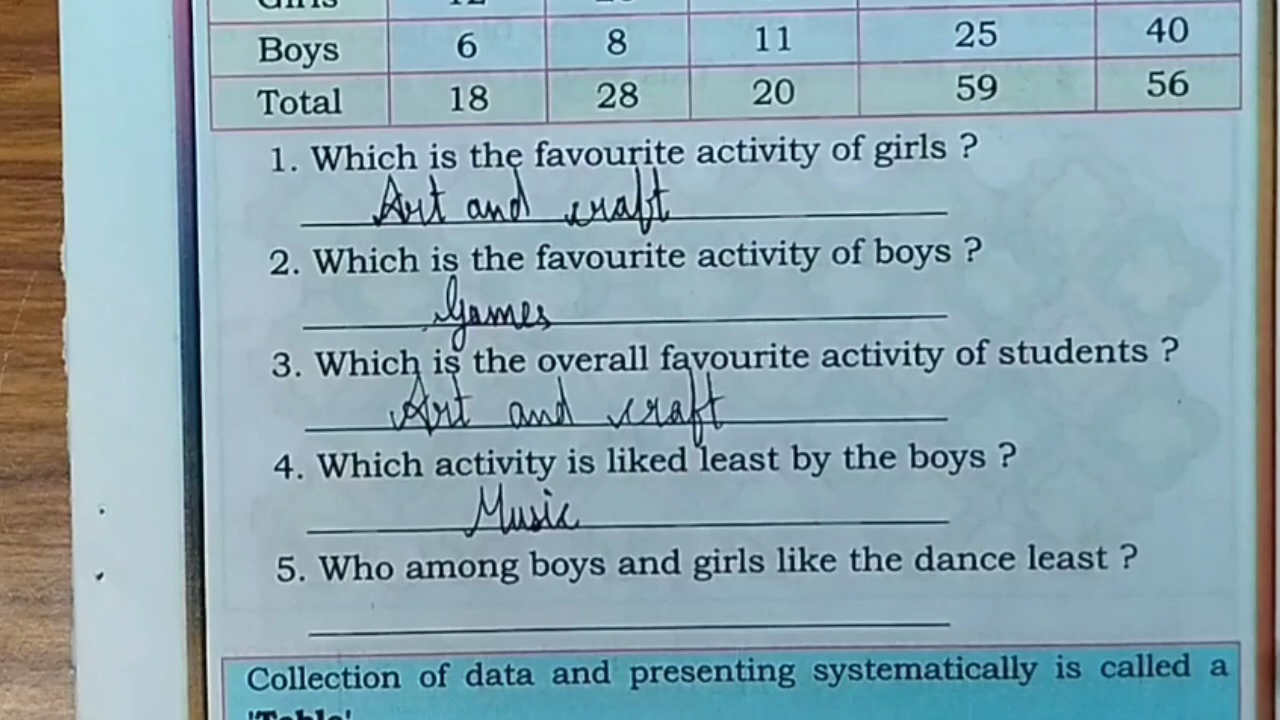 Girls 12
Boys 6 8 11 25 40
Total 18 28 20 59 56
1. Which is the favourite activity of girls ?
Art and craft
2. Which is the favourite activity of boys ?
Games
3. Which is the overall favourite activity of students ?
Art and craft
4. Which activity is liked least by the boys ?
Music
5. Who among boys and girls like the dance least ?
Collection of data and presenting systematically is called a
'Table'